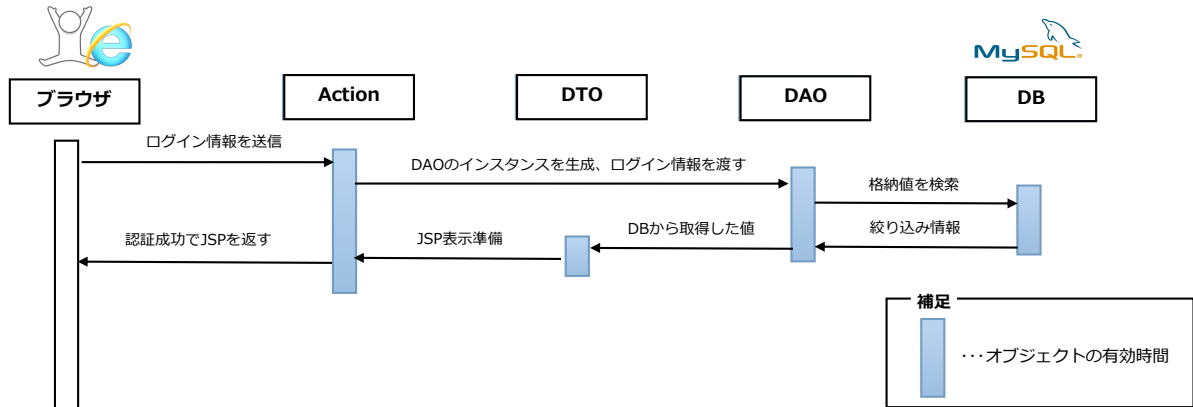 MySQL
ブラウザ
Action
DTO
DAO
DB
ログイン情報を送信
DAOのインスタンスを生成、ログイン情報を渡す
格納値を検索
認証成功でJSPを返す
JSP表示準備
DBから取得した値
絞り込み情報
補足
・・・オブジェクトの有効時間